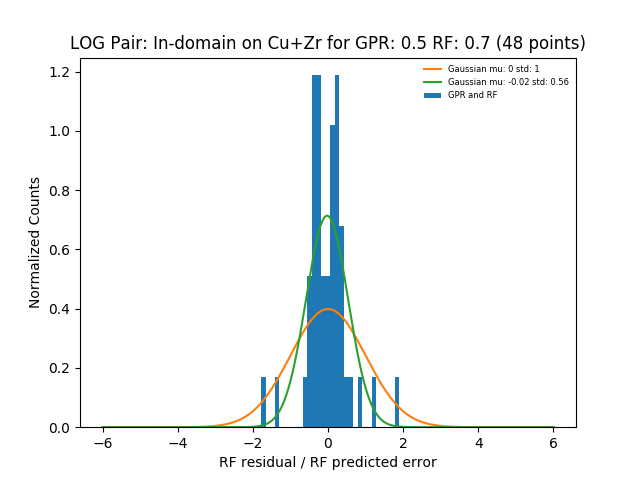 LOG Pair: In-domain on Cu+Zr for GPR: 0.5 RF: 0.7 (48 points)
Gaussian mu: 0 std: 1
Gaussian mu: -0.02 std: 0.56
GPR and RF
Normalized Counts
1.2
1.0
0.8
0.6
0.4
0.2
0.0
−6 −4 −2 0 2 4 6
RF residual / RF predicted error